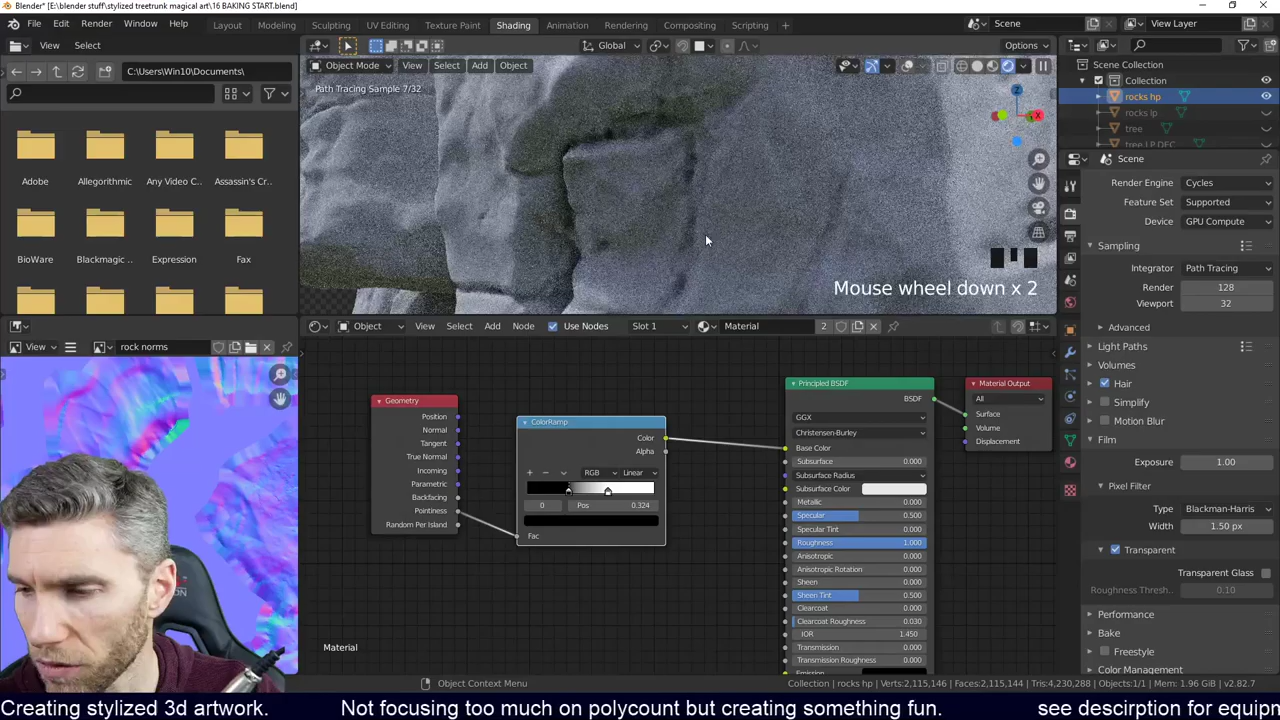 Blender* [E:\blender stuff\stylized treetrunk magical art\16 BAKING START.blend]
File Edit Render Window Help
Layout Modeling Sculpting UV Editing Texture Paint Shading Animation Rendering Compositing Scripting
Scene
View Layer
View Select
Global
Options
C:\Users\Win10\Documents\
Object Mode View Select Add Object
Path Tracing Sample 7/32
Scene Collection
Collection
rocks hp
rocks lp
tree
tree LP DEC
Adobe Allegorithmic Any Video C.. Assassin's Cr..
BioWare Blackmagic .. Expression Fax
Mouse wheel down x 2
Scene
Render Engine Cycles
Feature Set Supported
Device GPU Compute
Sampling
Integrator Path Tracing
Render 128
Viewport 32
Advanced
Light Paths
Volumes
Hair
Simplify
Motion Blur
Film
Exposure 1.00
Pixel Filter
Type Blackman-Harris
Width 1.50 px
Transparent
Transparent Glass
Roughness Thresh.. 0.10
Performance
Bake
Freestyle
Color Management
Object View Select Add Node Use Nodes Slot 1 Material 2
View rock norms
Geometry
Position
Normal
Tangent
True Normal
Incoming
Parametric
Backfacing
Pointiness
Random Per Island
ColorRamp
Color
Alpha
RGB Linear
0 Pos 0.324
Fac
Principled BSDF
BSDF
GGX
Christensen-Burley
Base Color
Subsurface 0.000
Subsurface Radius
Subsurface Color
Metallic 0.000
Specular 0.500
Specular Tint 0.000
Roughness 1.000
Anisotropic 0.000
Anisotropic Rotation 0.000
Sheen 0.000
Sheen Tint 0.500
Clearcoat 0.000
Clearcoat Roughness 0.030
IOR 1.450
Transmission 0.000
Transmission Roughness 0.000
Emission
Material Output
All
Surface
Volume
Displacement
Material
Object Context Menu
Collection | rocks hp | Verts:2,115,146 | Faces:2,115,144 | Tris:4,230,288 | Objects:1/1 | Mem: 1.96 GiB | v2.82.7
Creating stylized 3d artwork. Not focusing too much on polycount but creating something fun. see descirption for equipn